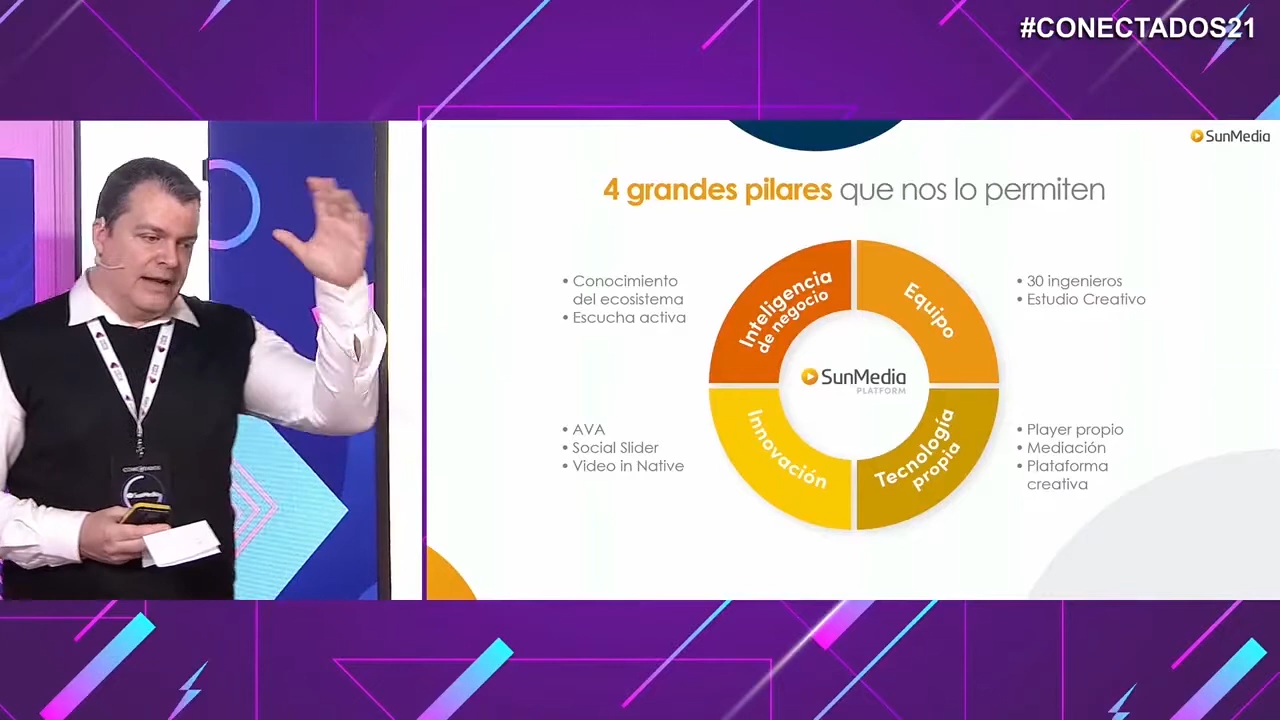 #CONECTADOS21
SunMedia
4 grandes pilares que nos lo permiten
• Conocimiento
del ecosistema
• Escucha activa
Inteligencia
de negocio
Equipo
• 30 ingenieros
• Estudio Creativo
SunMedia
PLATFORM
• AVA
• Social Slider
• Video in Native
Innovación
Tecnología
propia
• Player propio
• Mediación
• Plataforma
creativa
SunMedia